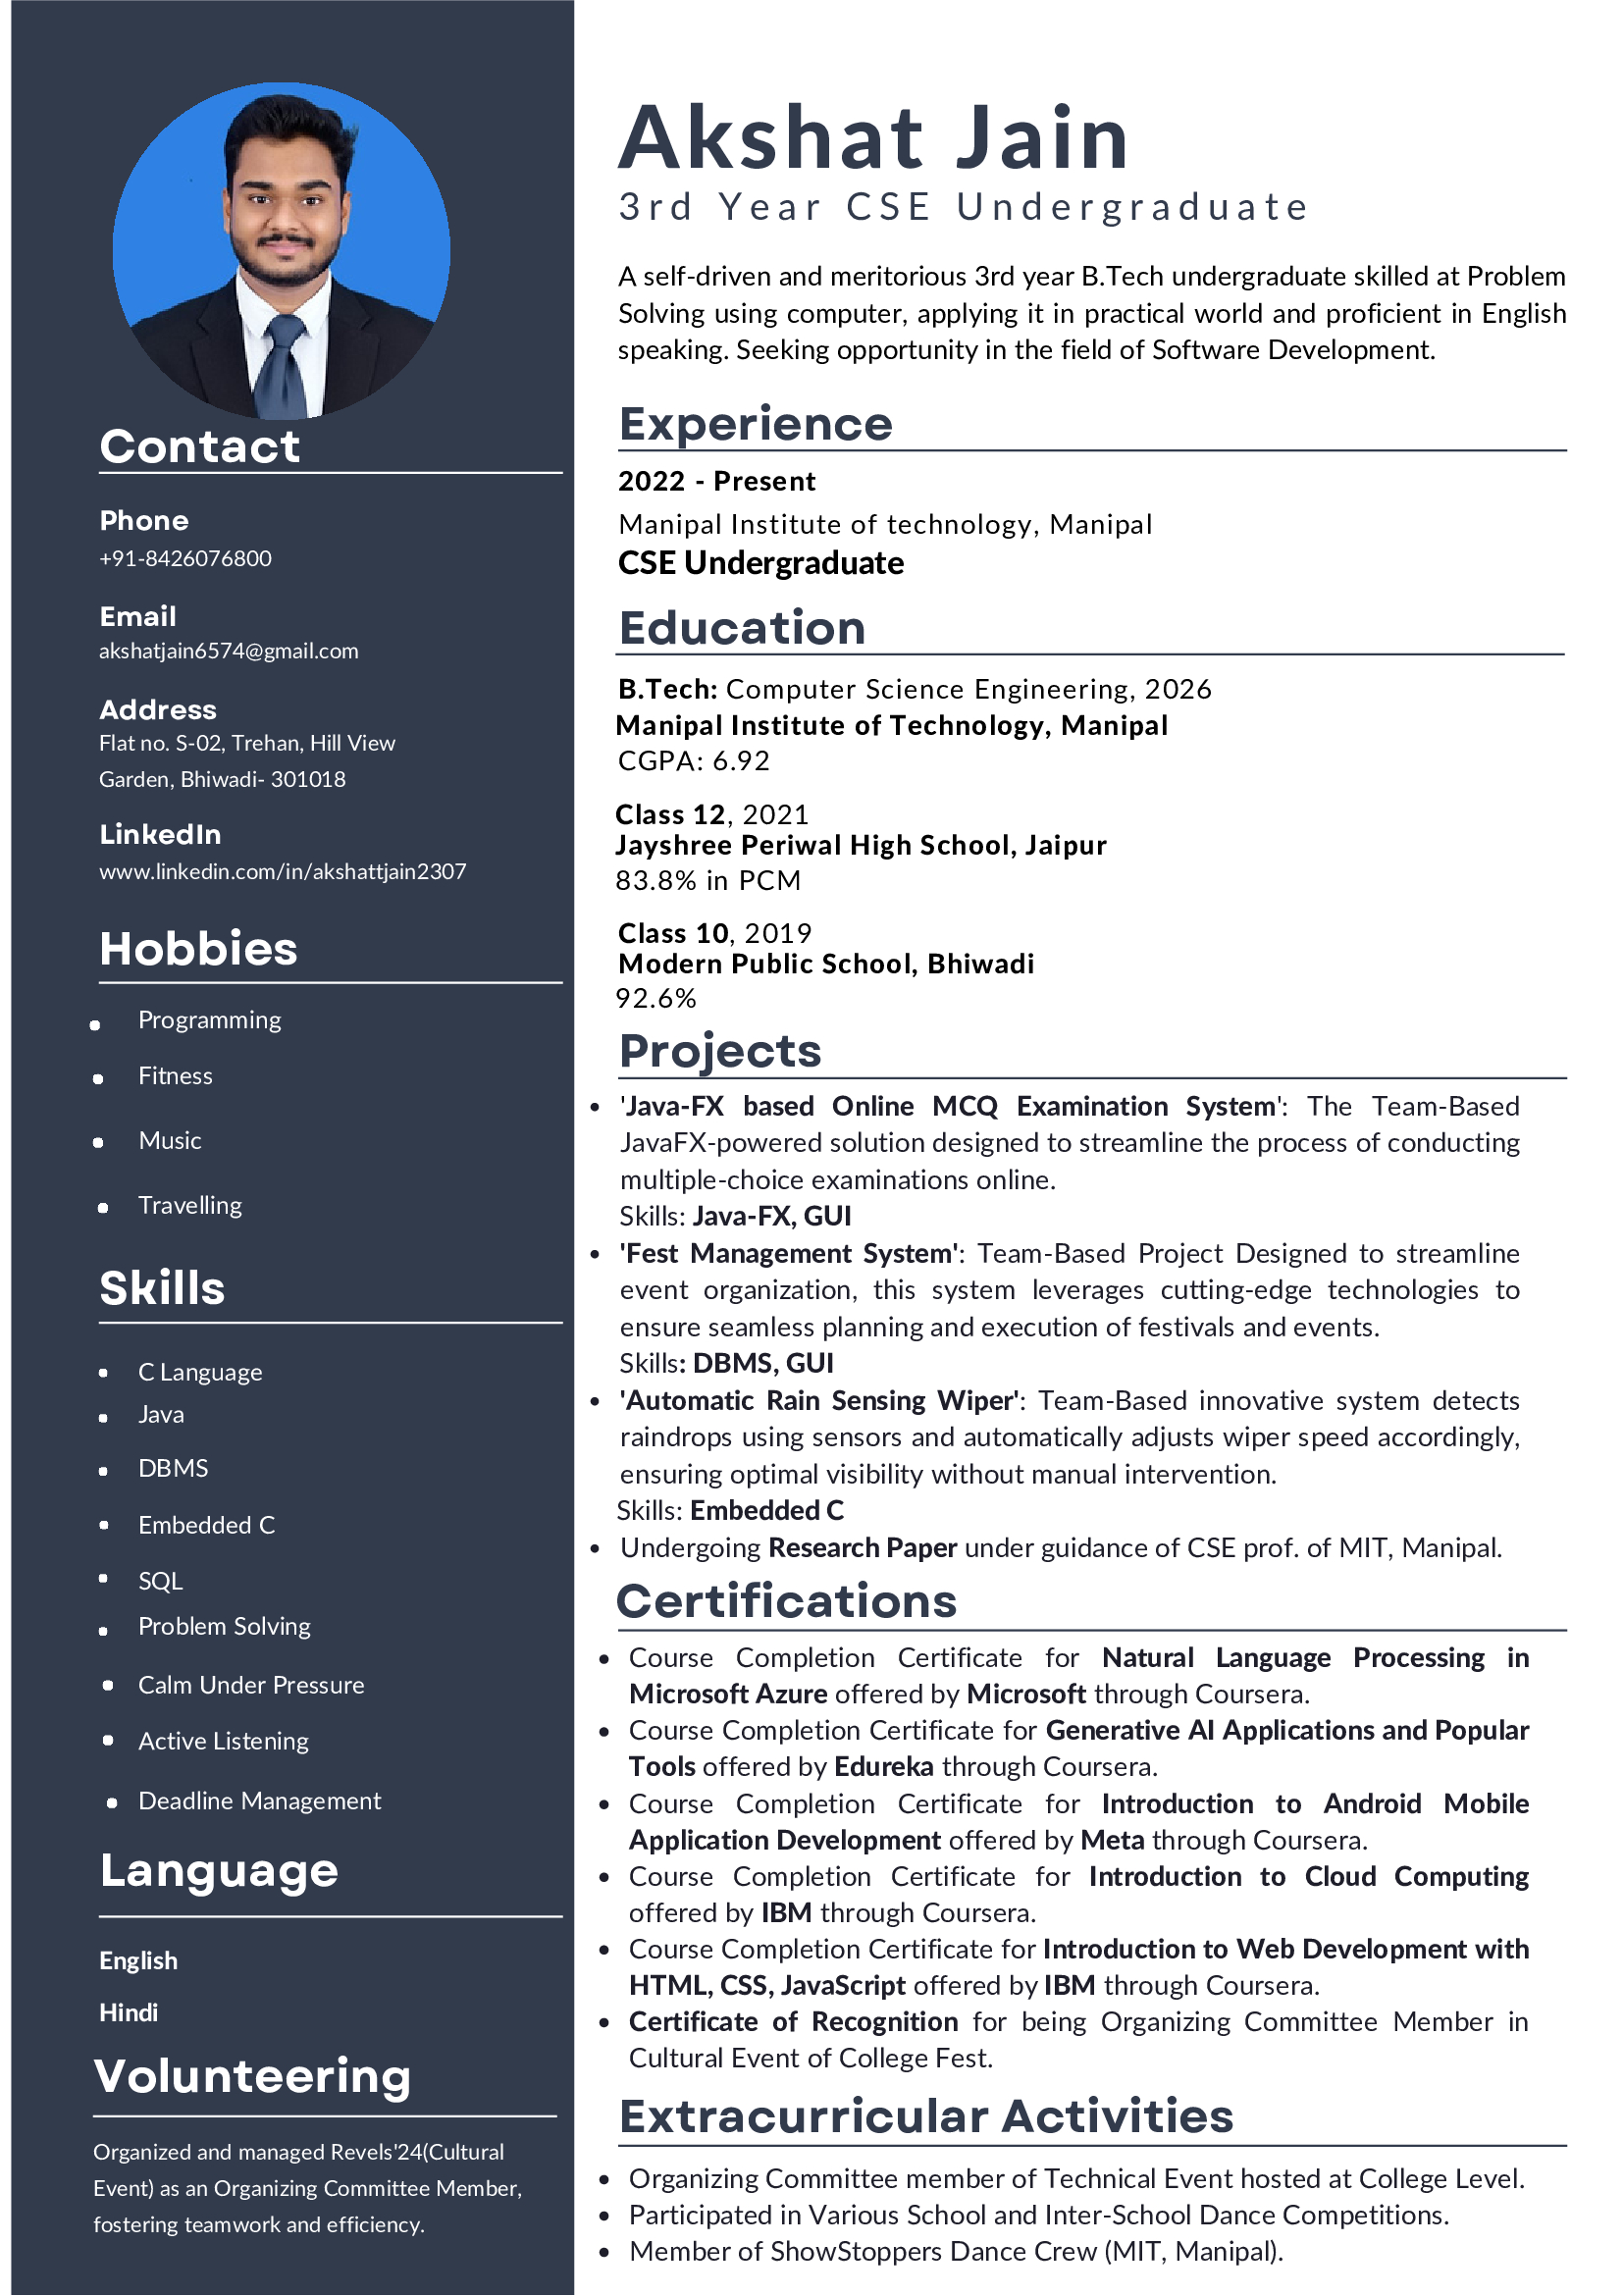 Contact
Phone
+91-8426076800
Email
akshatjain6574@gmail.com
Address
Flat no. S-02, Trehan, Hill View
Garden, Bhiwadi- 301018
LinkedIn
www.linkedin.com/in/akshattjain2307
Hobbies
• Programming
• Fitness
• Music
• Travelling
Skills
• C Language
• Java
• DBMS
• Embedded C
• SQL
• Problem Solving
• Calm Under Pressure
• Active Listening
• Deadline Management
Language
English
Hindi
Volunteering
Organized and managed Revels'24(Cultural
Event) as an Organizing Committee Member,
fostering teamwork and efficiency.
Akshat Jain
3rd Year CSE Undergraduate
A self-driven and meritorious 3rd year B.Tech undergraduate skilled at Problem
Solving using computer, applying it in practical world and proficient in English
speaking. Seeking opportunity in the field of Software Development.
Experience
2022 - Present
Manipal Institute of technology, Manipal
CSE Undergraduate
Education
B.Tech: Computer Science Engineering, 2026
Manipal Institute of Technology, Manipal
CGPA: 6.92
Class 12, 2021
Jayshree Periwal High School, Jaipur
83.8% in PCM
Class 10, 2019
Modern Public School, Bhiwadi
92.6%
Projects
• 'Java-FX based Online MCQ Examination System': The Team-Based
JavaFX-powered solution designed to streamline the process of conducting
multiple-choice examinations online.
Skills: Java-FX, GUI
• 'Fest Management System': Team-Based Project Designed to streamline
event organization, this system leverages cutting-edge technologies to
ensure seamless planning and execution of festivals and events.
Skills: DBMS, GUI
• 'Automatic Rain Sensing Wiper': Team-Based innovative system detects
raindrops using sensors and automatically adjusts wiper speed accordingly,
ensuring optimal visibility without manual intervention.
Skills: Embedded C
• Undergoing Research Paper under guidance of CSE prof. of MIT, Manipal.
Certifications
• Course Completion Certificate for Natural Language Processing in
Microsoft Azure offered by Microsoft through Coursera.
• Course Completion Certificate for Generative AI Applications and Popular
Tools offered by Edureka through Coursera.
• Course Completion Certificate for Introduction to Android Mobile
Application Development offered by Meta through Coursera.
• Course Completion Certificate for Introduction to Cloud Computing
offered by IBM through Coursera.
• Course Completion Certificate for Introduction to Web Development with
HTML, CSS, JavaScript offered by IBM through Coursera.
• Certificate of Recognition for being Organizing Committee Member in
Cultural Event of College Fest.
Extracurricular Activities
• Organizing Committee member of Technical Event hosted at College Level.
• Participated in Various School and Inter-School Dance Competitions.
• Member of ShowStoppers Dance Crew (MIT, Manipal).